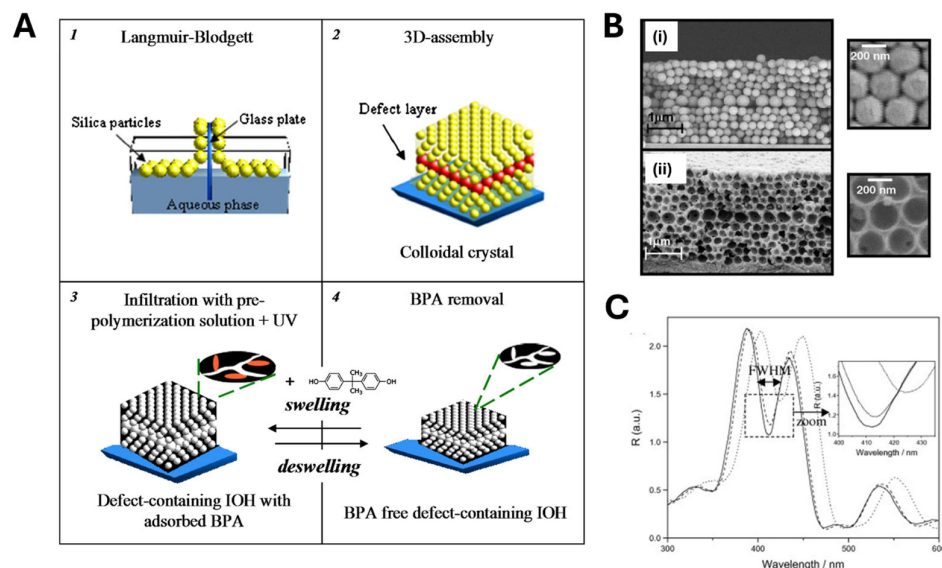 A
1
Langmuir-Blodgett
Silica particles
Glass plate
Aqueous phase
2
3D-assembly
Defect layer
Colloidal crystal
3
Infiltration with pre-
polymerization solution + UV
4
BPA removal
+
HO
CH₃
CH₃
OH
swelling
deswelling
Defect-containing IOH with
adsorbed BPA
BPA free defect-containing IOH
B
(i)
1µm
200 nm
(ii)
1µm
200 nm
C
R (a.u.)
2.0
1.5
1.0
0.5
0.0
FWHM
zoom
R (a.u.)
1.6
1.4
1.2
1.0
400
410
420
430
Wavelength / nm
300
400
500
Wavelength / nm